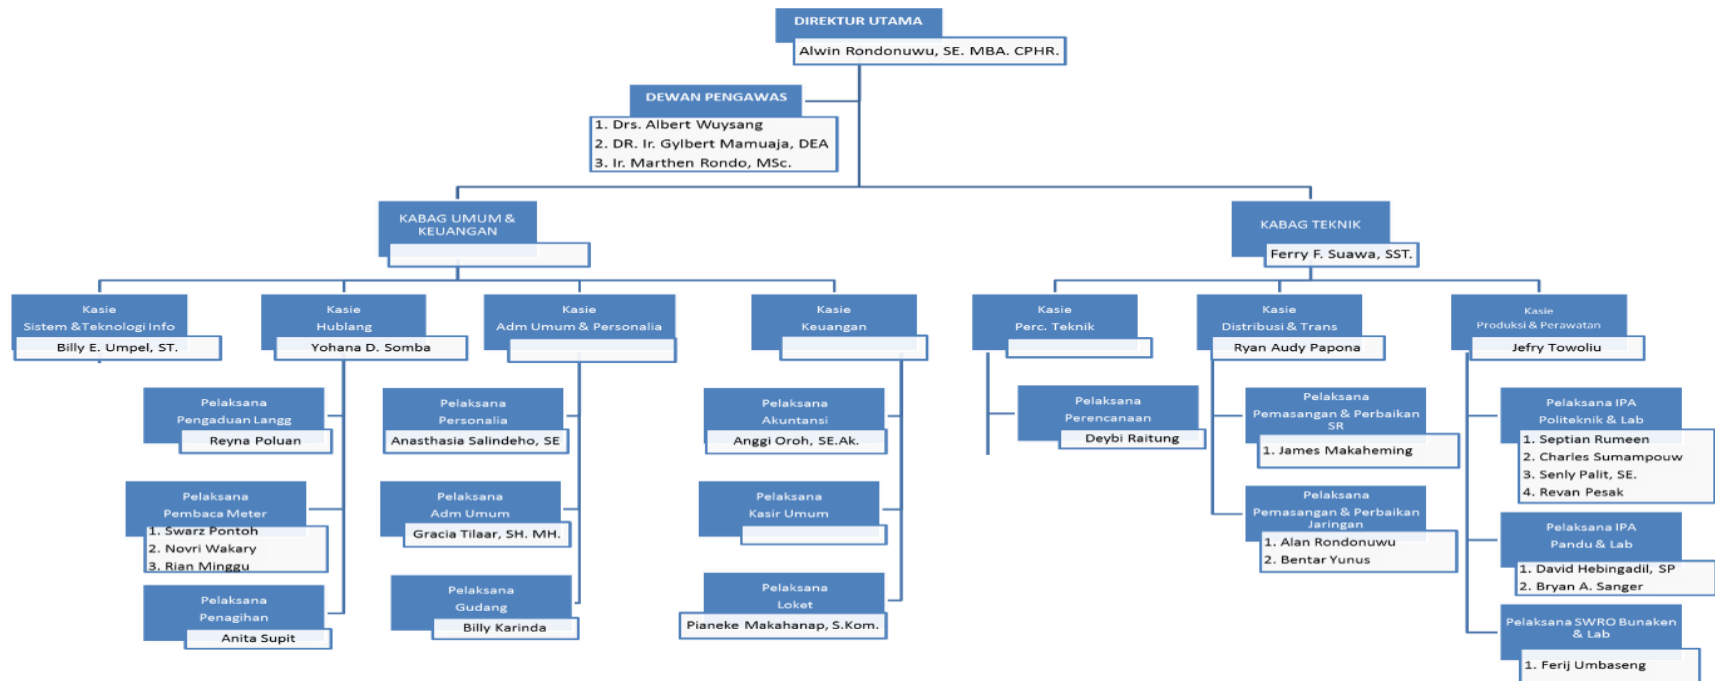 DIREKTUR UTAMA
Alwin Rondonuwu, SE. MBA. CPHR.
DEWAN PENGAWAS
1. Drs. Albert Wuysang
2. DR. Ir. Gylbert Mamuaja, DEA
3. Ir. Marthen Rondo, MSc.
KABAG UMUM &
KEUANGAN
KABAG TEKNIK
Ferry F. Suawa, SST.
Kasie
Sistem &Teknologi Info
Billy E. Umpel, ST.
Kasie
Hublang
Yohana D. Somba
Kasie
Adm Umum & Personalia
Kasie
Keuangan
Kasie
Perc. Teknik
Kasie
Distribusi & Trans
Ryan Audy Papona
Kasie
Produksi & Perawatan
Jefry Towoliu
Pelaksana
Pengaduan Langg
Reyna Poluan
Pelaksana
Pembaca Meter
1. Swarz Pontoh
2. Novri Wakary
3. Rian Minggu
Pelaksana
Penagihan
Anita Supit
Pelaksana
Personalia
Anasthasia Salindeho, SE
Pelaksana
Adm Umum
Gracia Tilaar, SH. MH.
Pelaksana
Gudang
Billy Karinda
Pelaksana
Akuntansi
Anggi Oroh, SE.Ak.
Pelaksana
Kasir Umum
Pelaksana
Loket
Pianeke Makahanap, S.Kom.
Pelaksana
Perencanaan
Deybi Raitung
Pelaksana
Pemasangan & Perbaikan
SR
1. James Makaheming
Pelaksana
Pemasangan & Perbaikan
Jaringan
1. Alan Rondonuwu
2. Bentar Yunus
Pelaksana IPA
Politeknik & Lab
1. Septian Rumeen
2. Charles Sumampouw
3. Senly Palit, SE.
4. Revan Pesak
Pelaksana IPA
Pandu & Lab
1. David Hebingadil, SP
2. Bryan A. Sanger
Pelaksana SWRO Bunaken
& Lab
1. Ferij Umbaseng